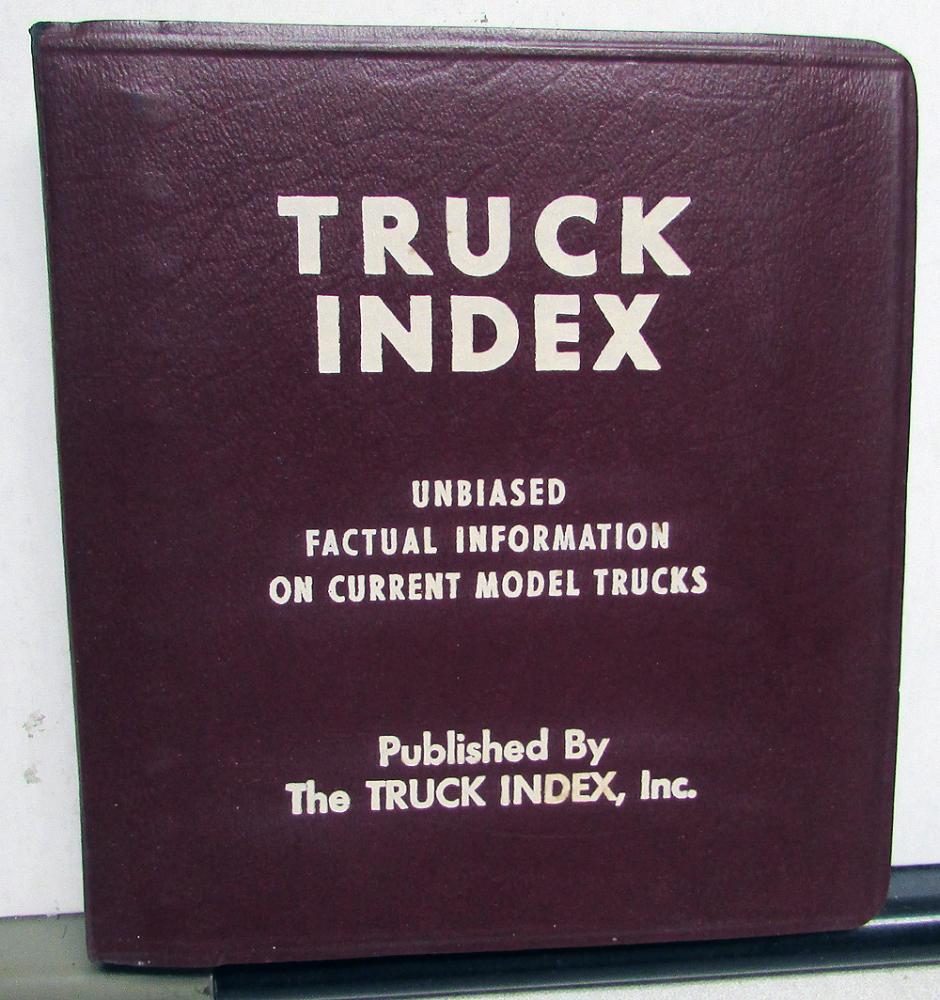 TRUCK
INDEX
UNBIASED
FACTUAL INFORMATION
ON CURRENT MODEL TRUCKS
Published By
The TRUCK INDEX, Inc.